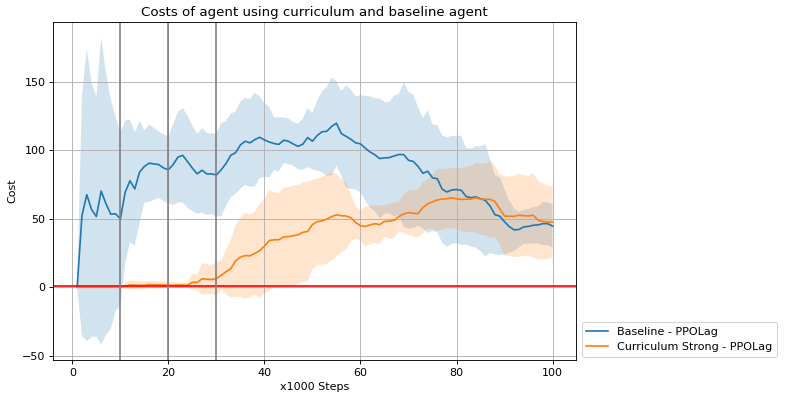 Costs of agent using curriculum and baseline agent
150
100
50
0
−50
Cost
0
20
40
60
80
100
x1000 Steps
Baseline - PPOLag
Curriculum Strong - PPOLag